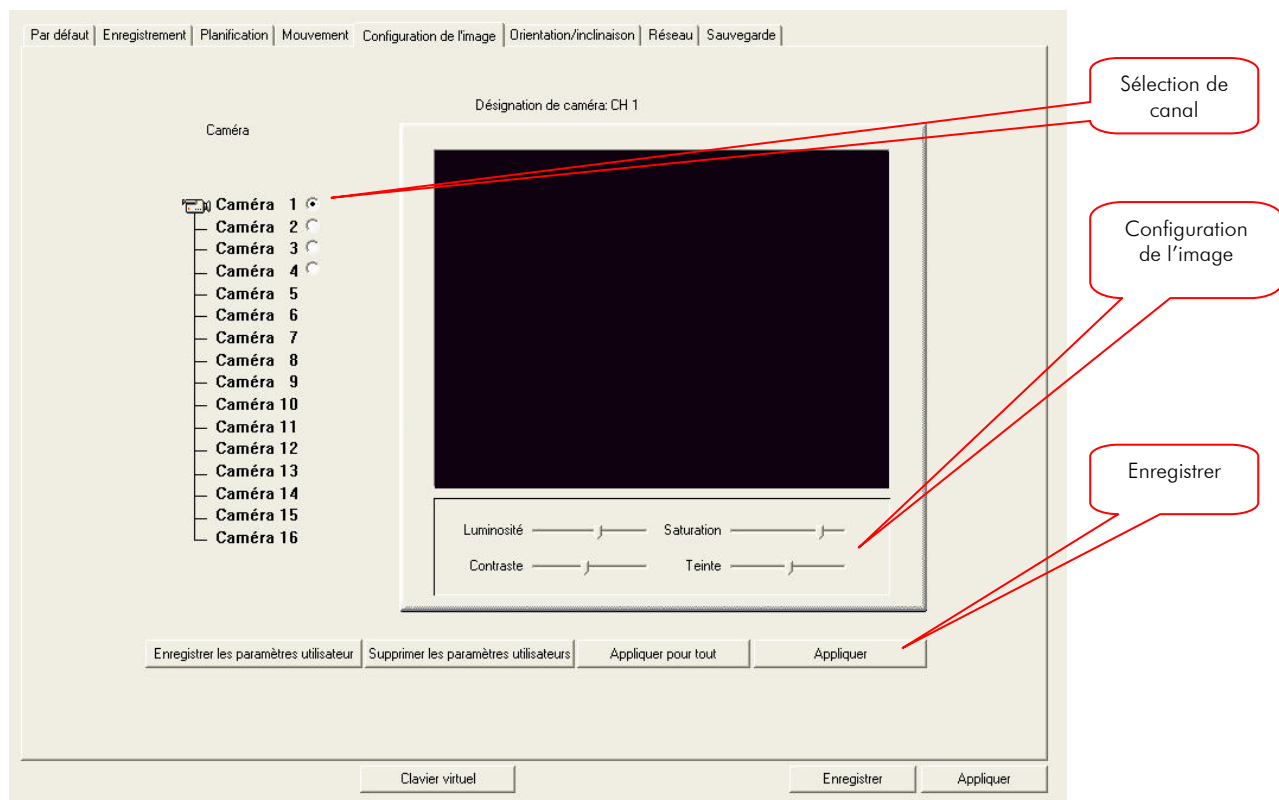 Par défaut Enregistrement Planification Mouvement Configuration de l'image Orientation/inclinaison Réseau Sauvegarde
Désignation de caméra: CH 1
Caméra
Caméra 1
Caméra 2
Caméra 3
Caméra 4
Caméra 5
Caméra 6
Caméra 7
Caméra 8
Caméra 9
Caméra 10
Caméra 11
Caméra 12
Caméra 13
Caméra 14
Caméra 15
Caméra 16
Luminosité Saturation
Contraste Teinte
Enregistrer les paramètres utilisateur Supprimer les paramètres utilisateurs Appliquer pour tout Appliquer
Clavier virtuel Enregistrer Appliquer
Sélection de
canal
Configuration
de l'image
Enregistrer